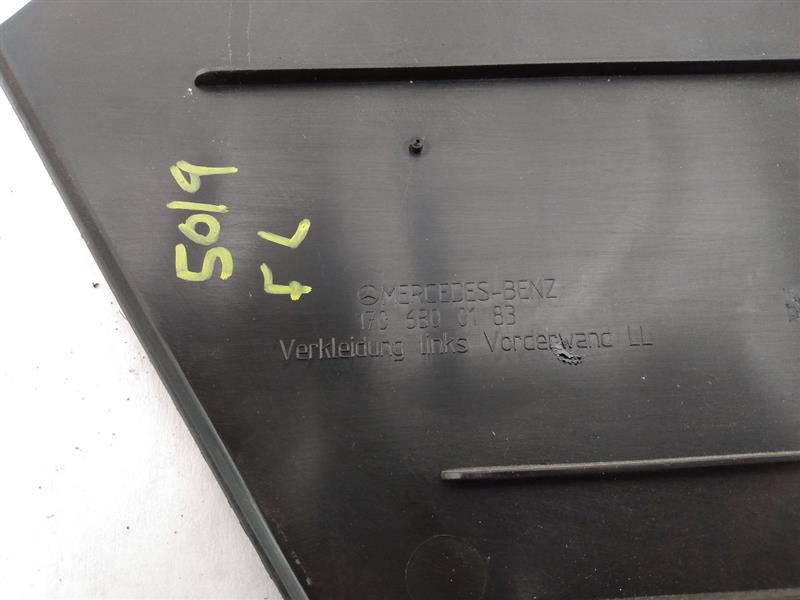 5019
FL
MERCEDES-BENZ
170 680 01 83
Verkleidung links Vorderwand LL